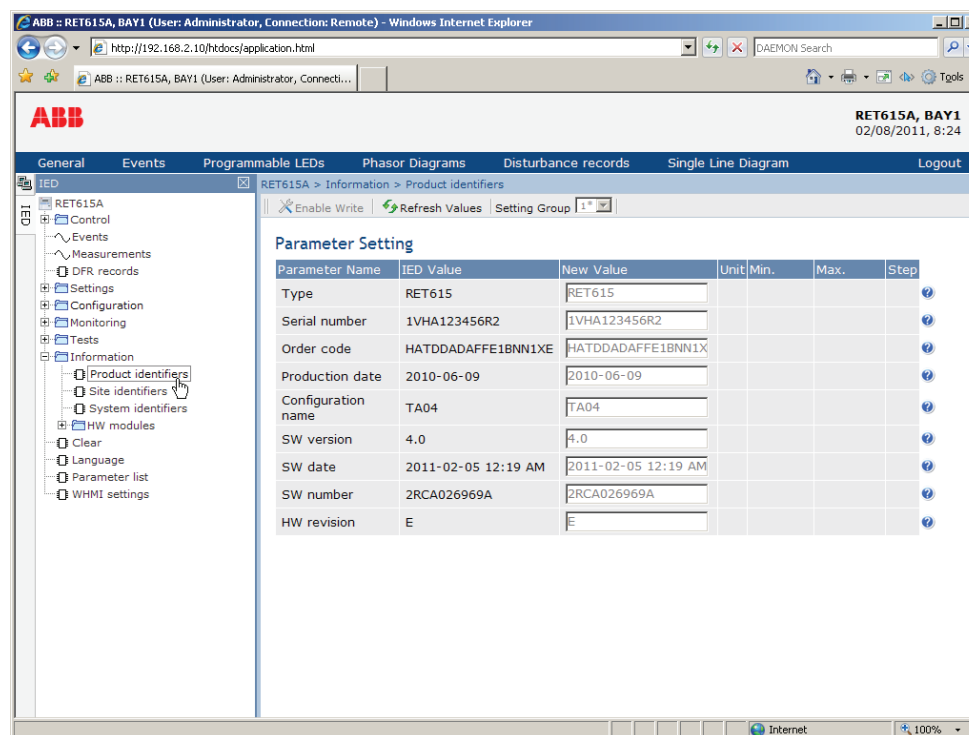 ABB :: RET615A, BAY1 (User: Administrator, Connection: Remote) - Windows Internet Explorer
http://192.168.2.10/htdocs/application.html
DAEMON Search
ABB :: RET615A, BAY1 (User: Administrator, Connecti...
Tools
ABB
RET615A, BAY1
02/08/2011, 8:24
General Events Programmable LEDs Phasor Diagrams Disturbance records Single Line Diagram Logout
IED
IED
RET615A
Control
Events
Measurements
DFR records
Settings
Configuration
Monitoring
Tests
Information
Product identifiers
Site identifiers
System identifiers
HW modules
Clear
Language
Parameter list
WHMI settings
RET615A > Information > Product identifiers
Enable Write Refresh Values Setting Group 1*
Parameter Setting
Parameter Name IED Value New Value Unit Min. Max. Step
Type RET615 RET615
Serial number 1VHA123456R2 1VHA123456R2
Order code HATDDADAFFE1BNN1XE HATDDADAFFE1BNN1X
Production date 2010-06-09 2010-06-09
Configuration name TA04 TA04
SW version 4.0 4.0
SW date 2011-02-05 12:19 AM 2011-02-05 12:19 AM
SW number 2RCA026969A 2RCA026969A
HW revision E E
Internet 100%